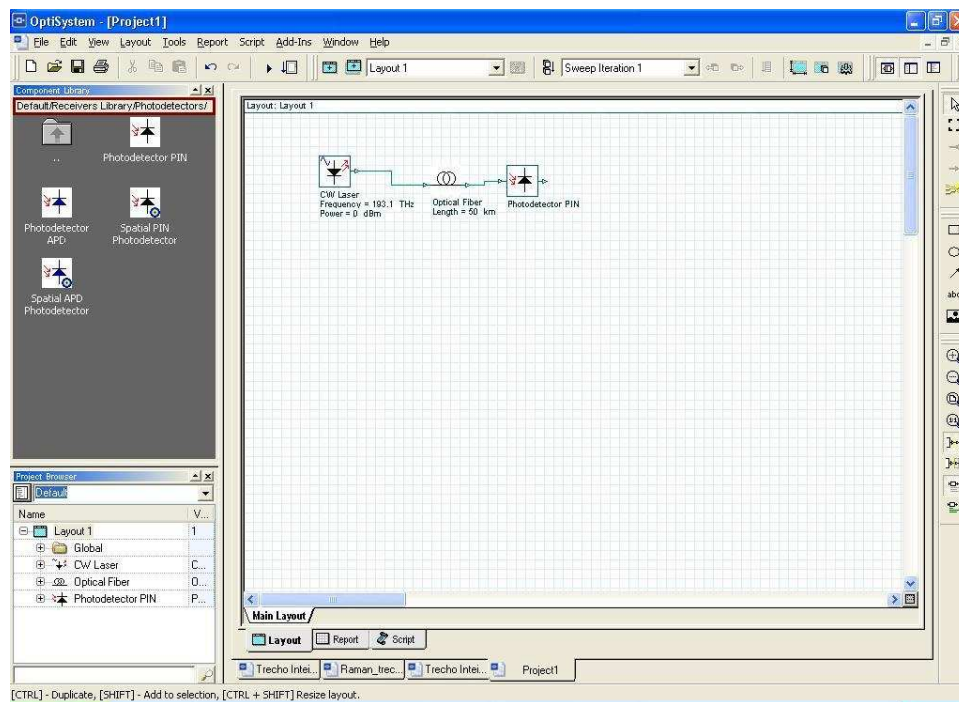 OptiSystem - [Project1]
File Edit View Layout Tools Report Script Add-Ins Window Help
Layout 1
Sweep Iteration 1
Component Library
Default/Receivers Library/Photodetectors/
..
Photodetector PIN
Photodetector
APD
Spatial PIN
Photodetector
Spatial APD
Photodetector
Project Browser
Default
Name V...
Layout 1 1
Global
CW Laser C...
Optical Fiber O...
Photodetector PIN P...
Layout: Layout 1
CW Laser
Frequency = 193.1 THz
Power = 0 dBm
Optical Fiber
Length = 50 km
Photodetector PIN
abc
Main Layout
Layout Report Script
Trecho Intei... Raman_trec... Trecho Intei... Project1
[CTRL] - Duplicate, [SHIFT] - Add to selection, [CTRL + SHIFT] Resize layout.